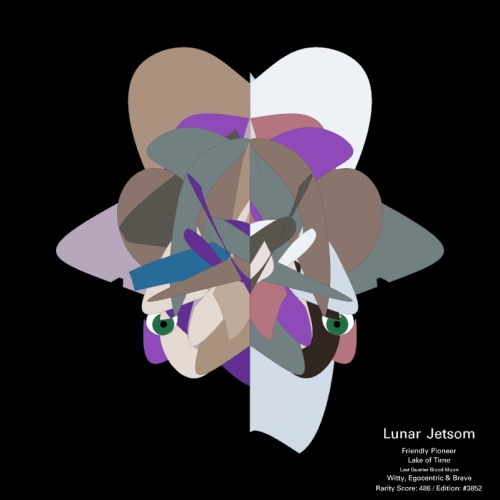 Lunar Jetsom
Friendly Pioneer
Lake of Time
Last Quarter Blood Moon
Witty, Egocentric & Brave
Rarity Score: 486 / Edition: #3852